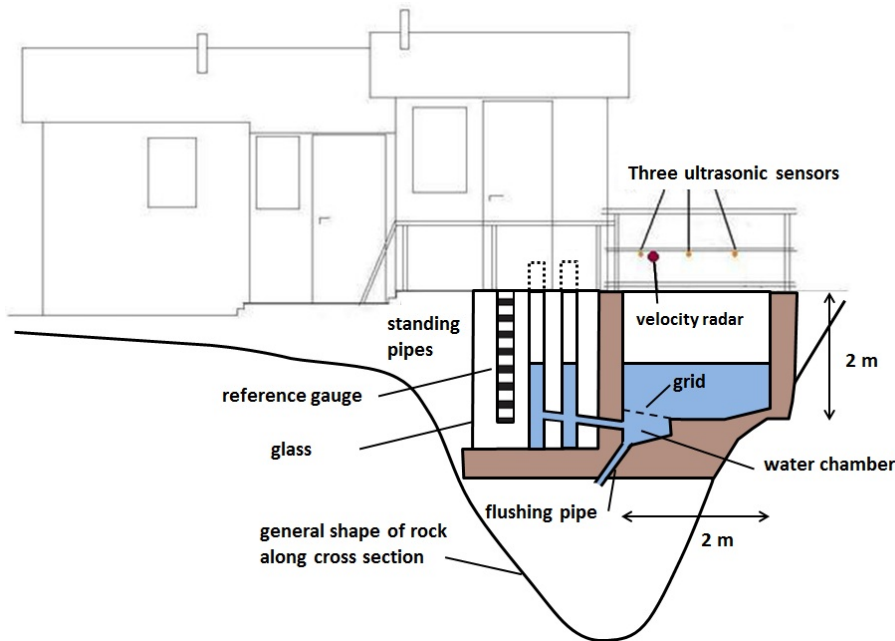 Three ultrasonic sensors
velocity radar
standing
pipes
2 m
grid
reference gauge
glass
water chamber
flushing pipe
general shape of rock
along cross section
2 m